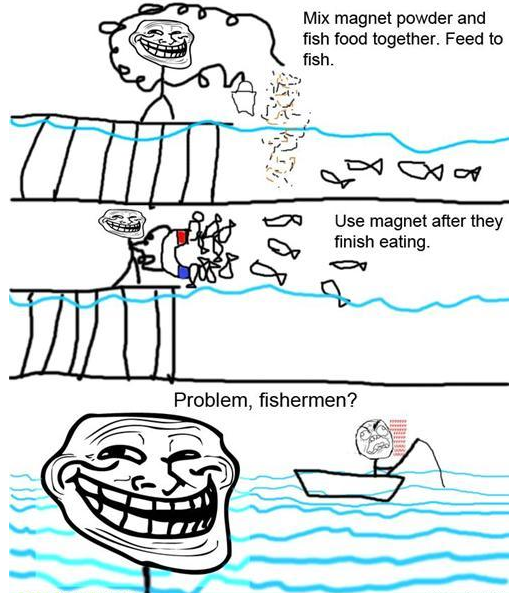 Mix magnet powder and
fish food together. Feed to
fish.
Use magnet after they
finish eating.
Problem, fishermen?